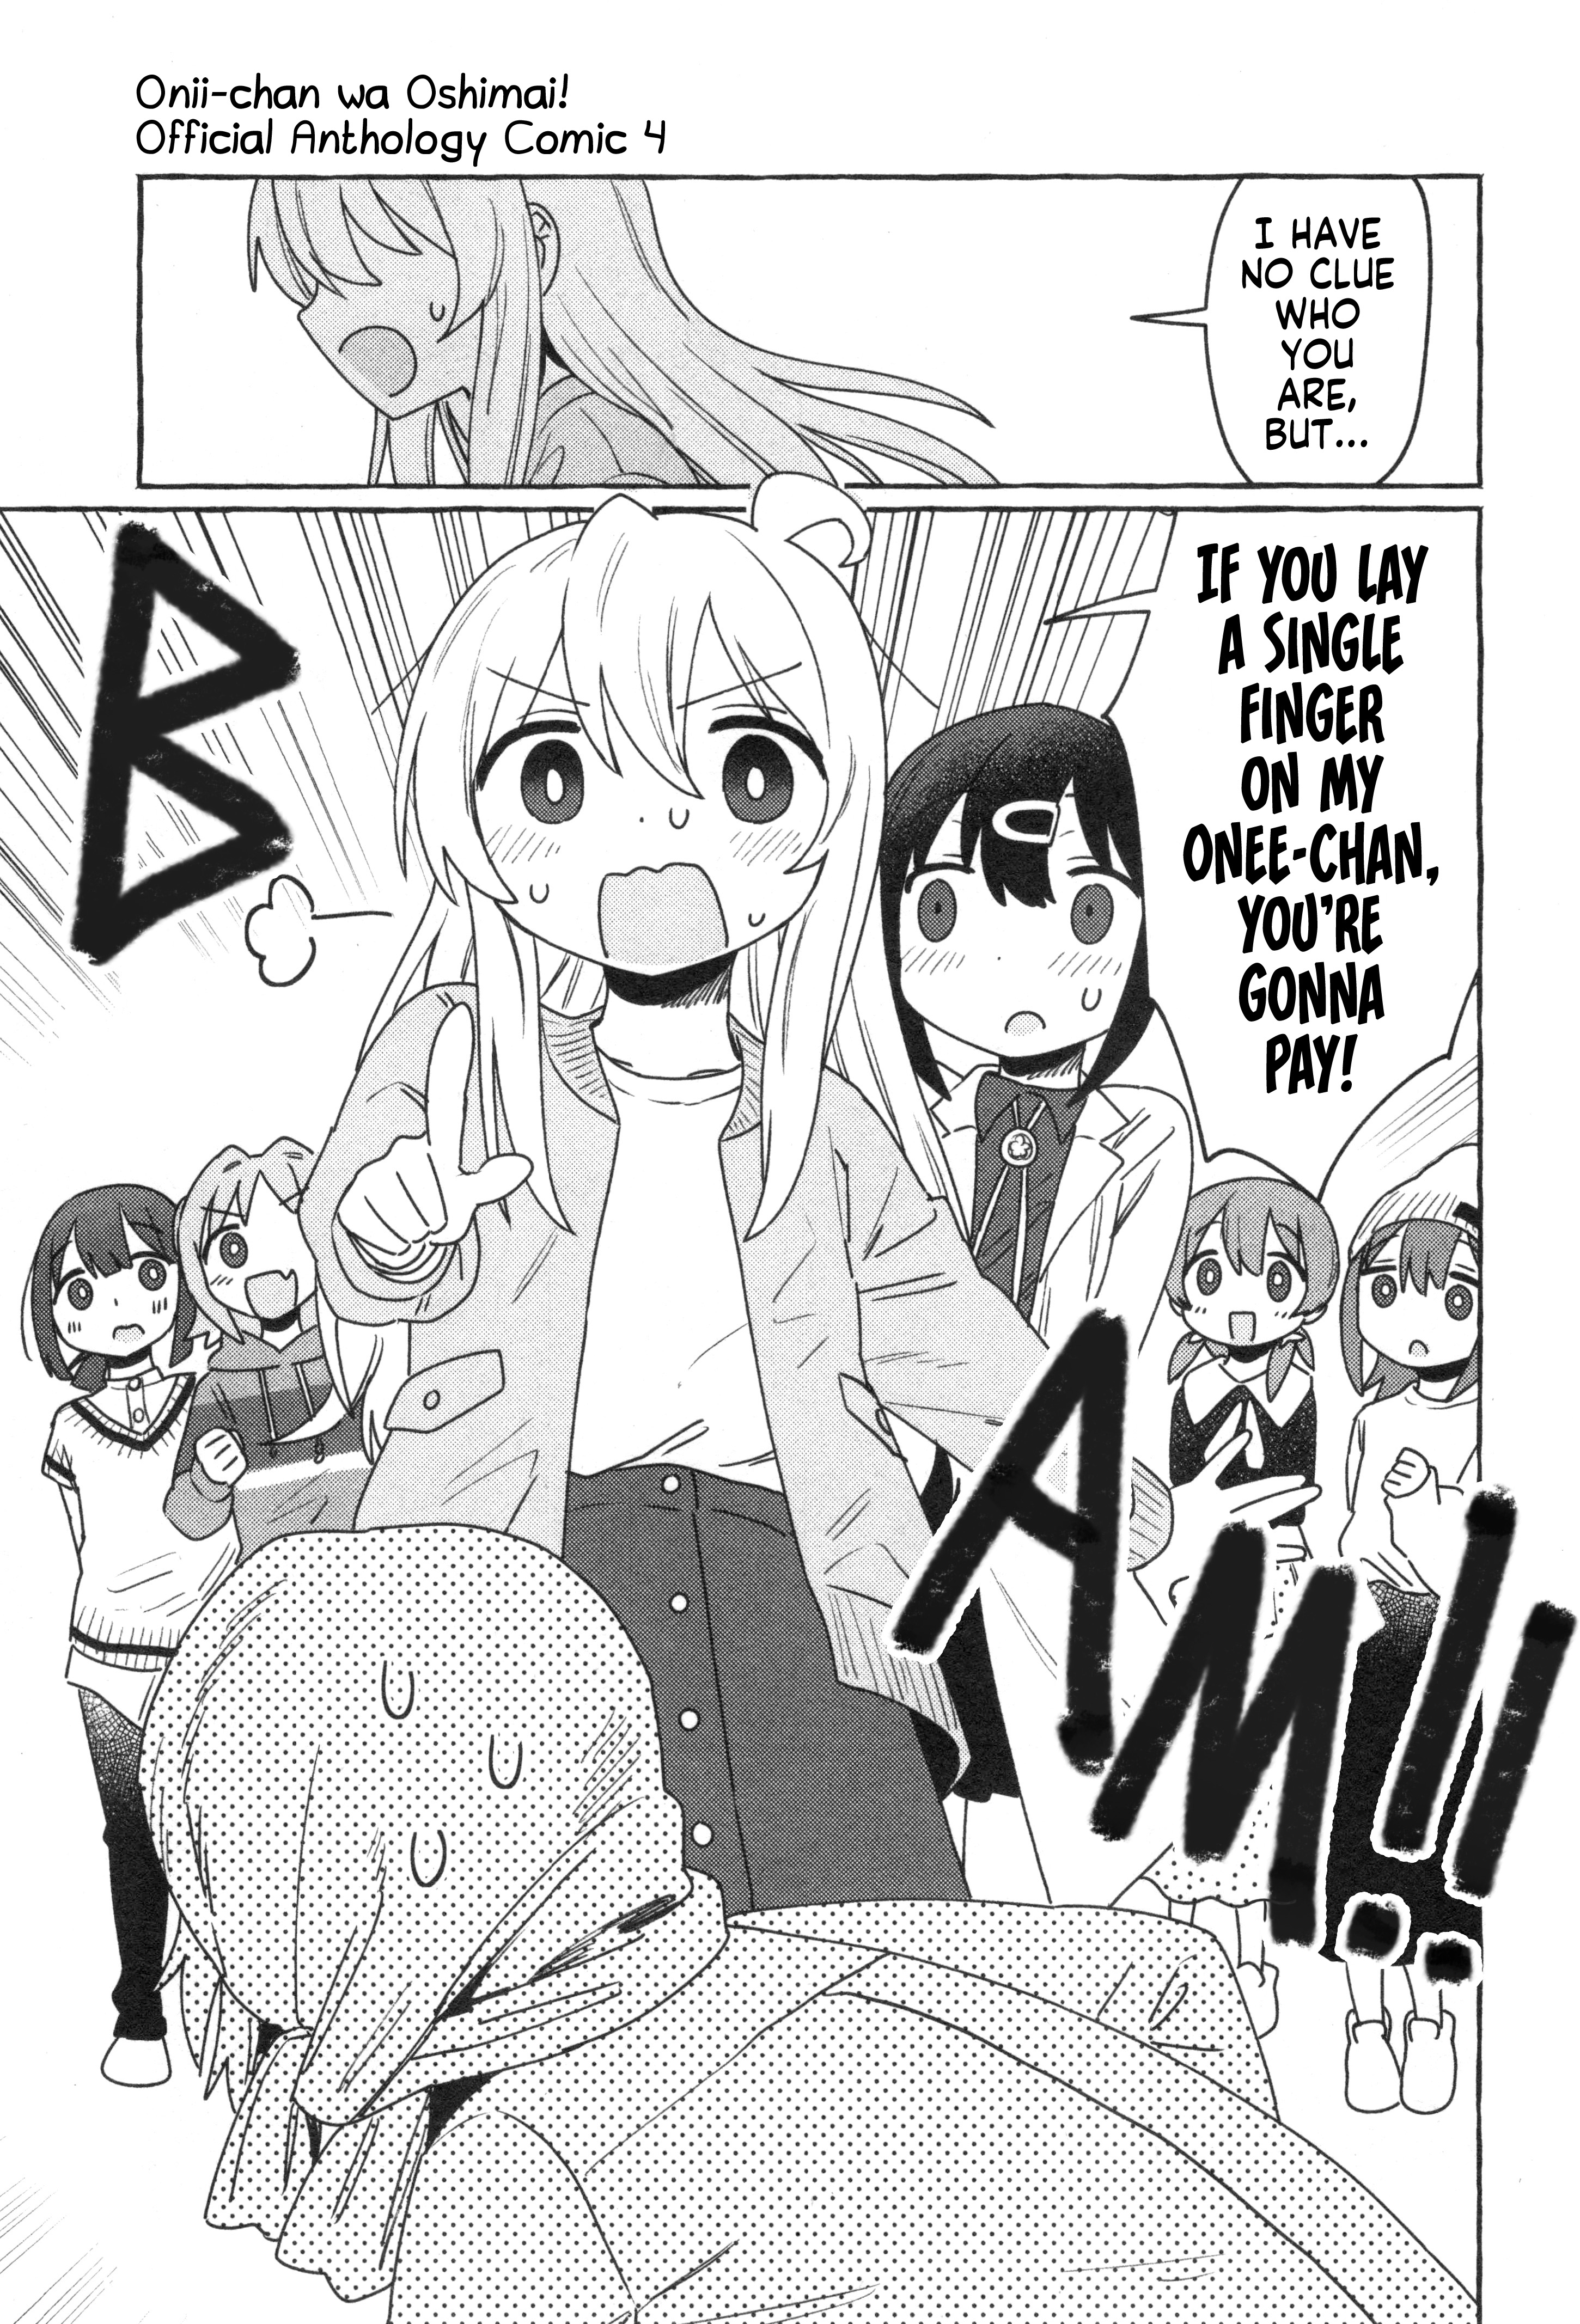 Onii-chan wa Oshimai!
Official Anthology Comic 4
I HAVE
NO CLUE
WHO
YOU
ARE,
BUT...
IF YOU LAY
A SINGLE
FINGER
ON MY
ONEE-CHAN,
YOU'RE
GONNA
PAY!
BAM!!